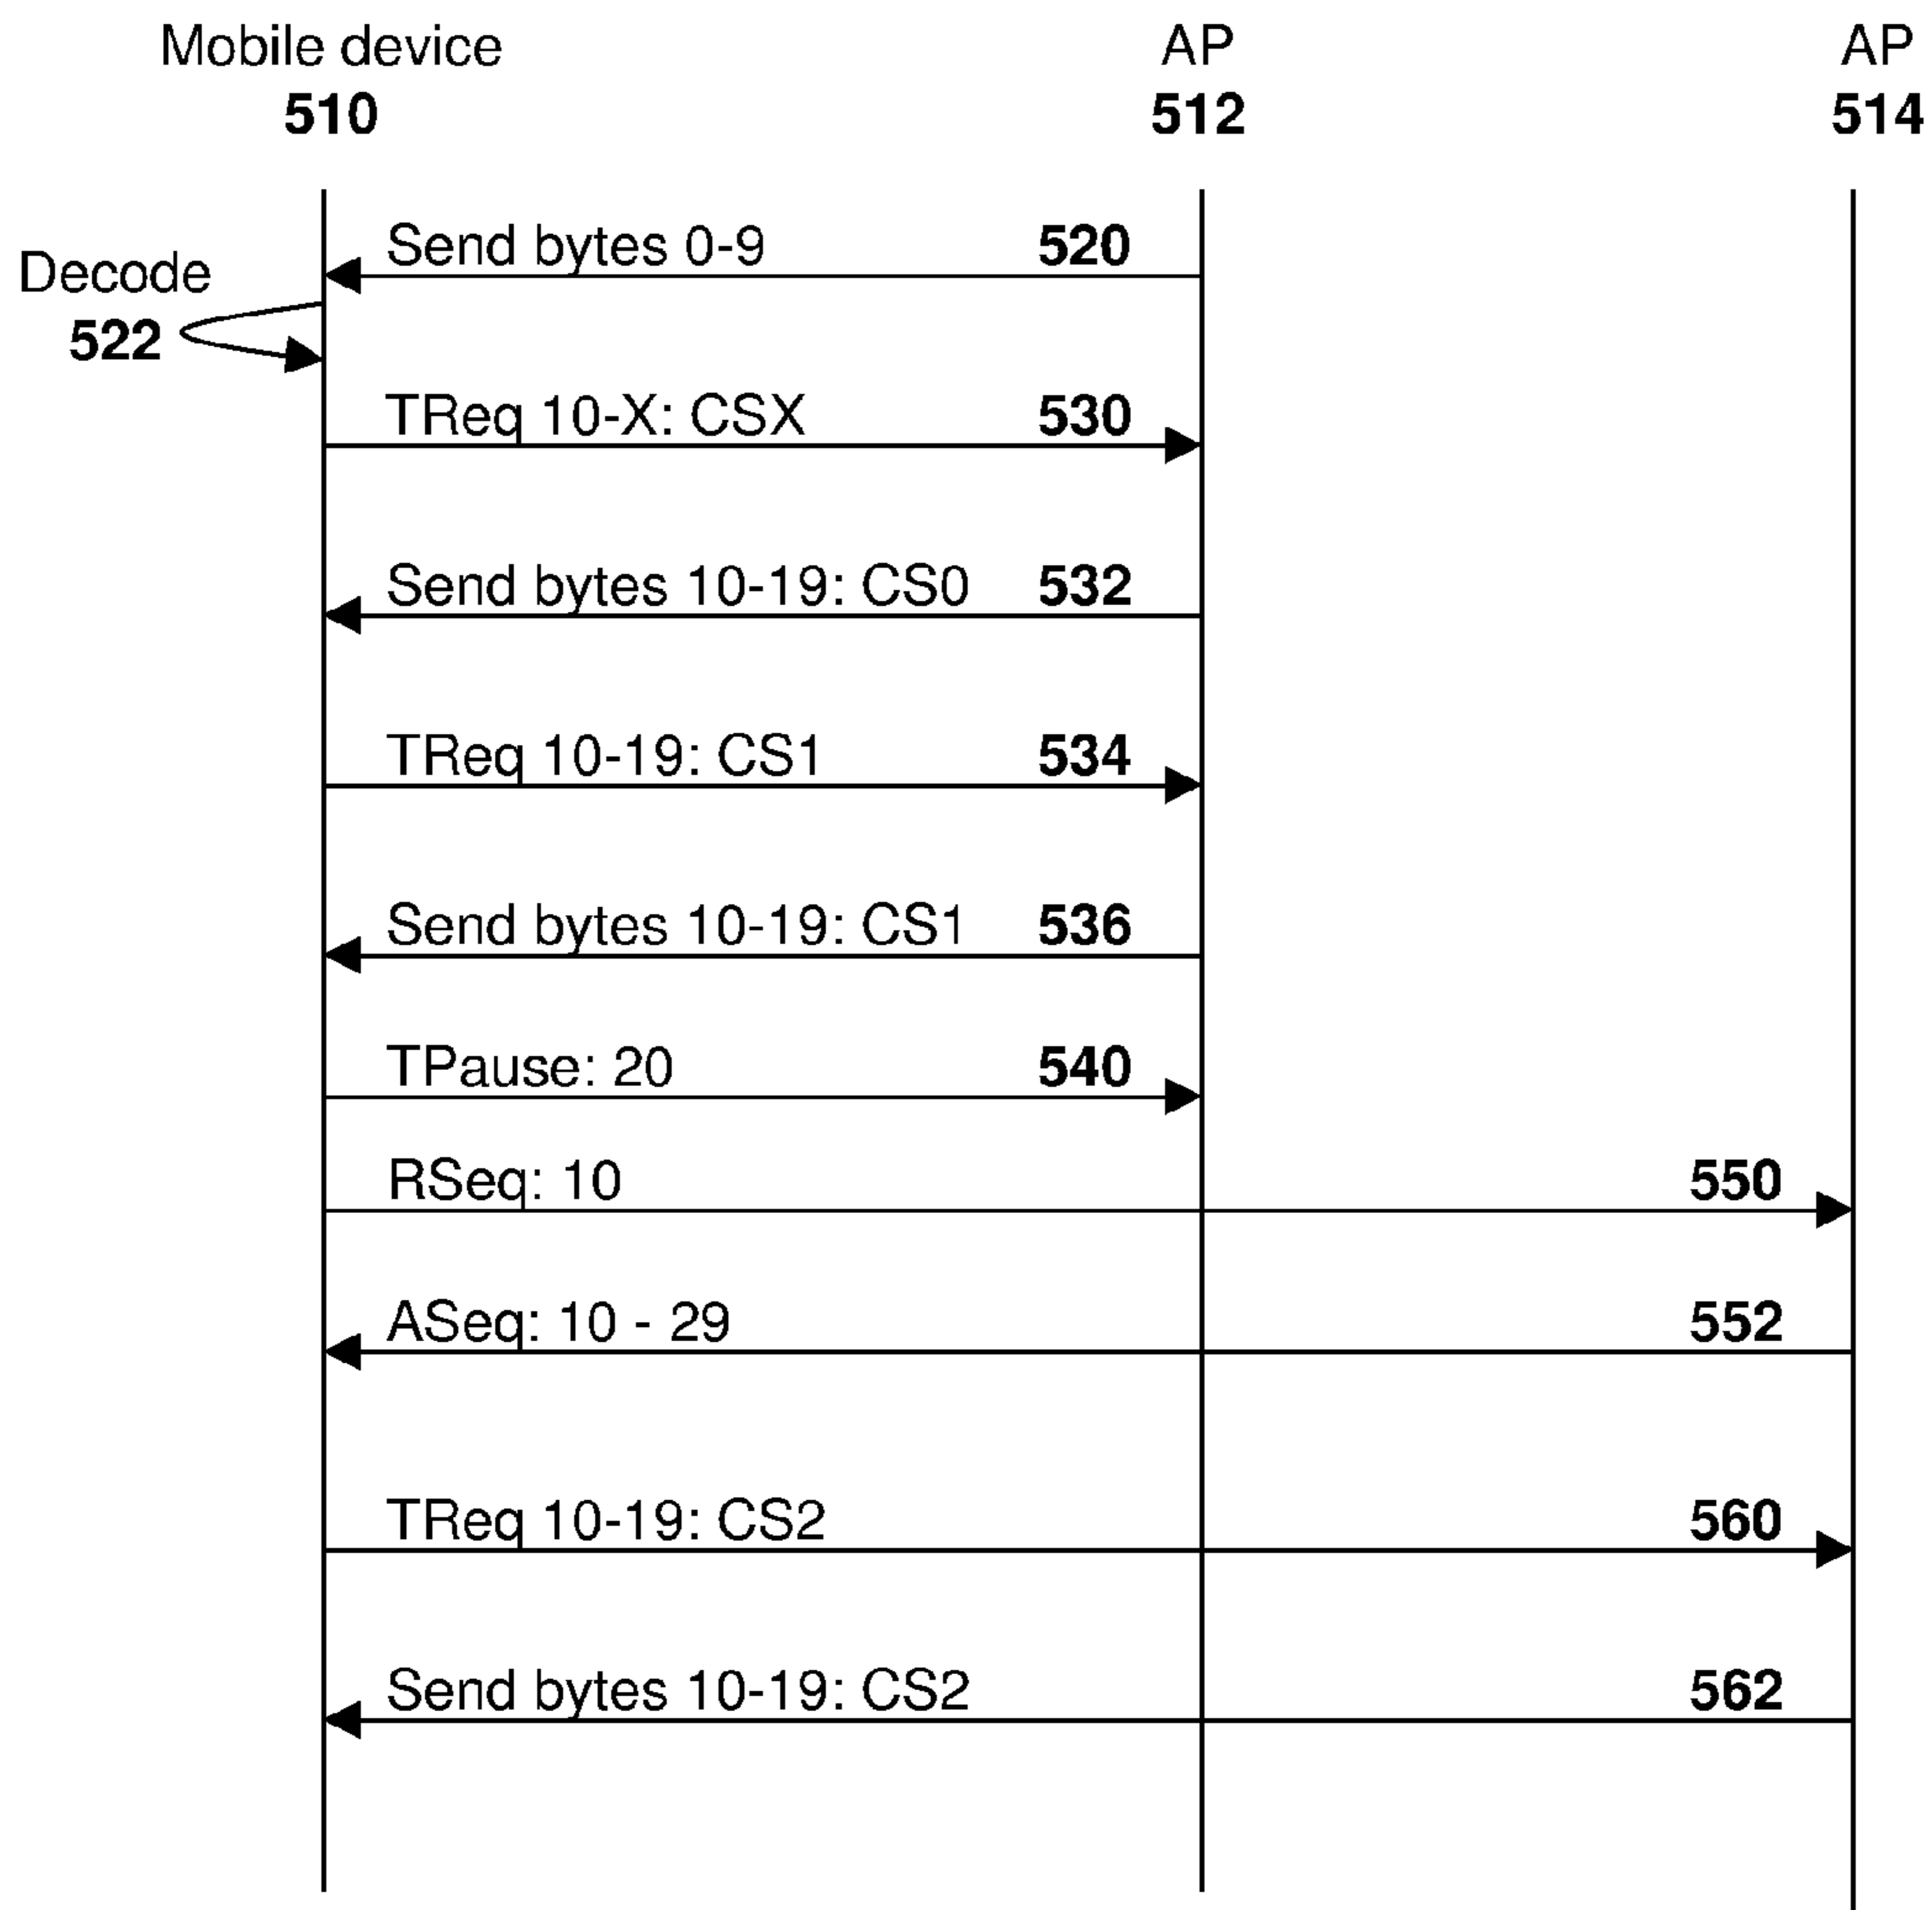 Mobile device AP AP
510 512 514
Send bytes 0-9 520
Decode
522
TReq 10-X: CSX 530
Send bytes 10-19: CS0 532
TReq 10-19: CS1 534
Send bytes 10-19: CS1 536
TPause: 20 540
RSeq: 10 550
ASeq: 10 - 29 552
TReq 10-19: CS2 560
Send bytes 10-19: CS2 562